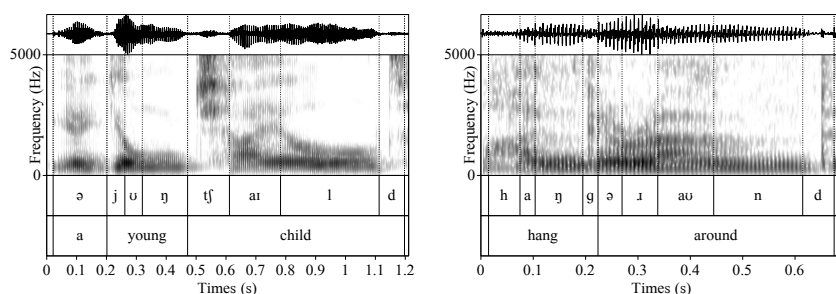 5000
Frequency (Hz)
0
ə j ʊ ŋ tʃ aɪ l d
a young child
0 0.1 0.2 0.3 0.4 0.5 0.6 0.7 0.8 0.9 1 1.1 1.2
Times (s)
5000
Frequency (Hz)
0
h a ŋ ɡ ə ɹ aʊ n d
hang around
0 0.1 0.2 0.3 0.4 0.5 0.6
Times (s)